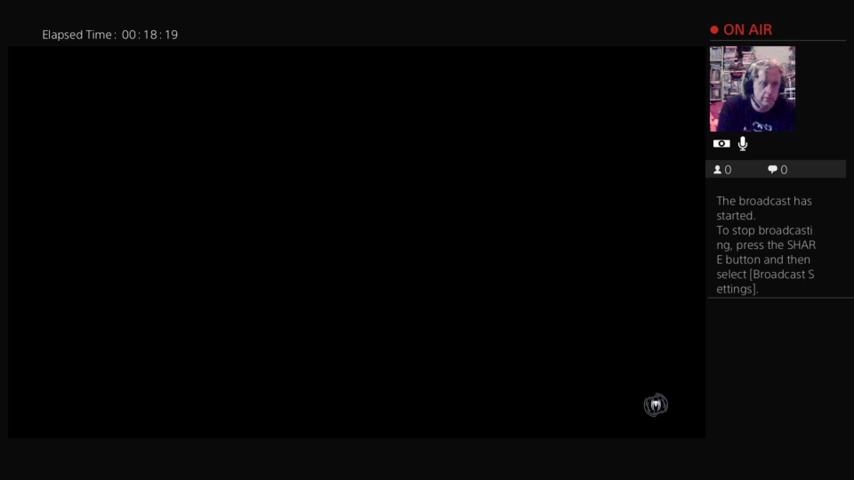 Elapsed Time: 00:18:19
ON AIR
0 0
The broadcast has
started.
To stop broadcasti
ng, press the SHAR
E button and then
select [Broadcast S
ettings].